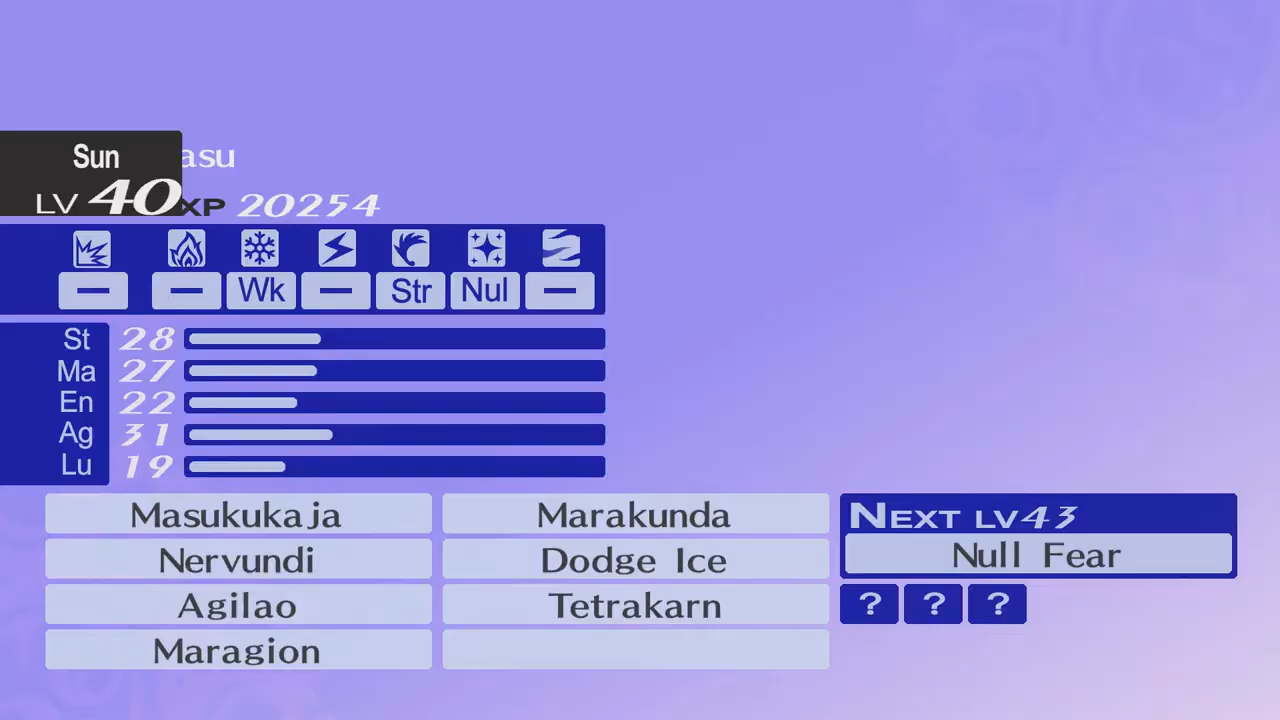 Sun asu
LV 40 XP 20254
— — Wk — Str Nul —
St 28
Ma 27
En 22
Ag 31
Lu 19
Masukukaja Marakunda NEXT LV43
Nervundi Dodge Ice Null Fear
Agilao Tetrakarn ? ? ?
Maragion